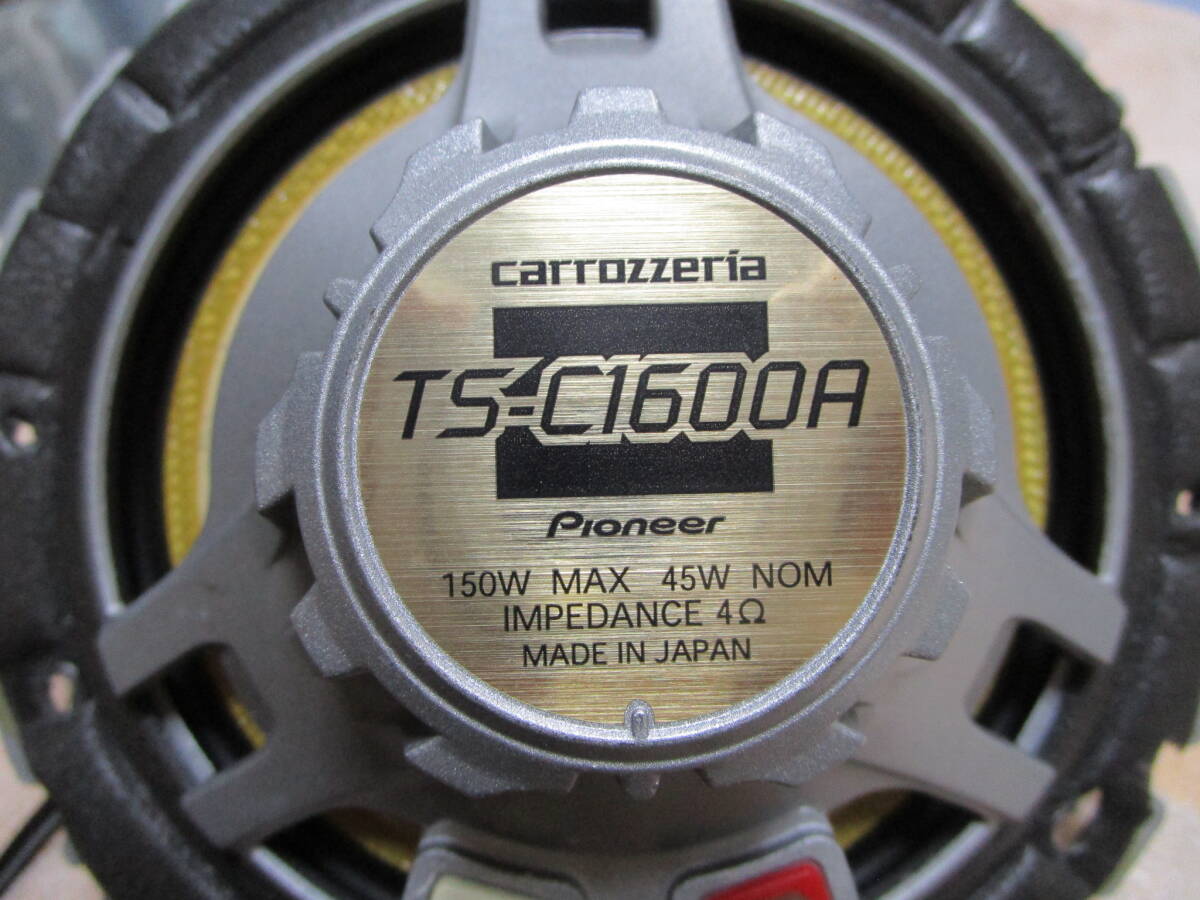 carrozzeria
TS-C1600A
Pioneer
150W MAX 45W NOM
IMPEDANCE 4Ω
MADE IN JAPAN